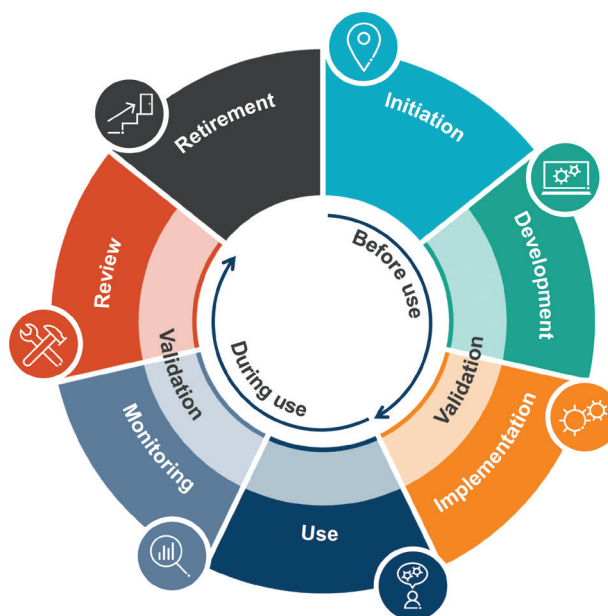 Initiation
Development
Validation
Implementation
Use
Monitoring
Validation
Review
Retirement
Before use
During use